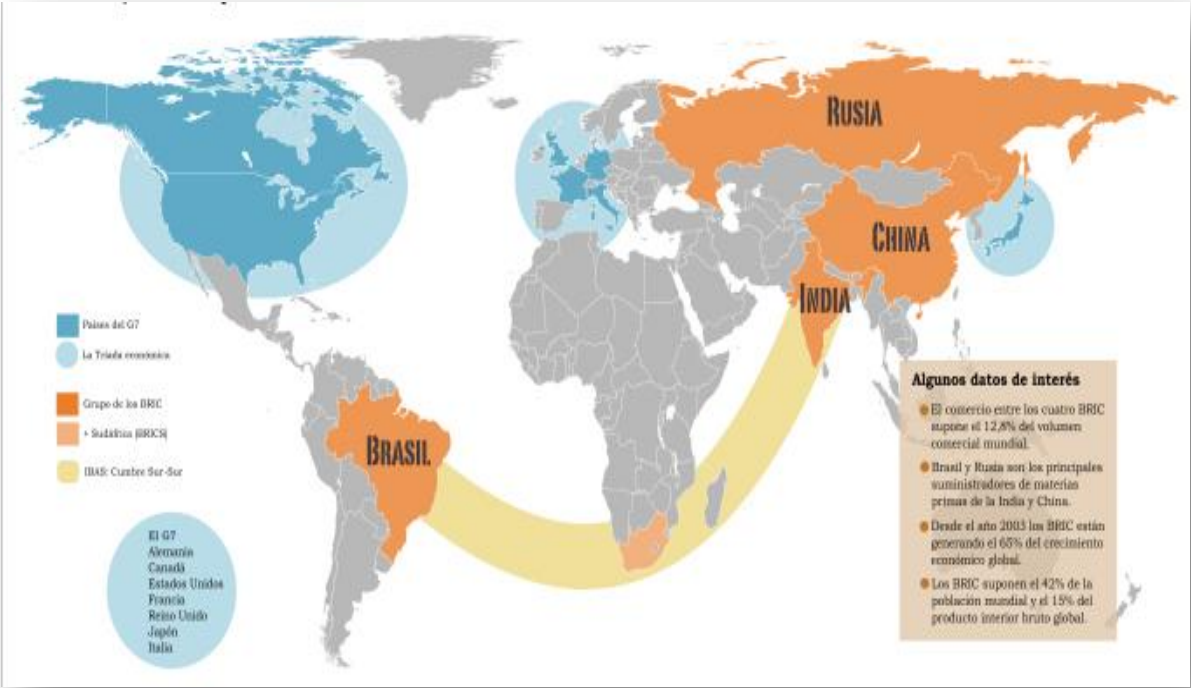 RUSIA
CHINA
INDIA
BRASIL
Países del G7
La Tríada económica
Grupo de los BRIC
+ Sudáfrica (BRICS)
IBAS: Cumbre Sur-Sur
El G7
Alemania
Canadá
Estados Unidos
Francia
Reino Unido
Japón
Italia
Algunos datos de interés
El comercio entre los cuatro BRIC
supone el 12,8% del volumen
comercial mundial.
Brasil y Rusia son los principales
suministradores de materias
primas de la India y China.
Desde el año 2003 los BRIC están
generando el 65% del crecimiento
económico global.
Los BRIC suponen el 42% de la
población mundial y el 15% del
producto interior bruto global.